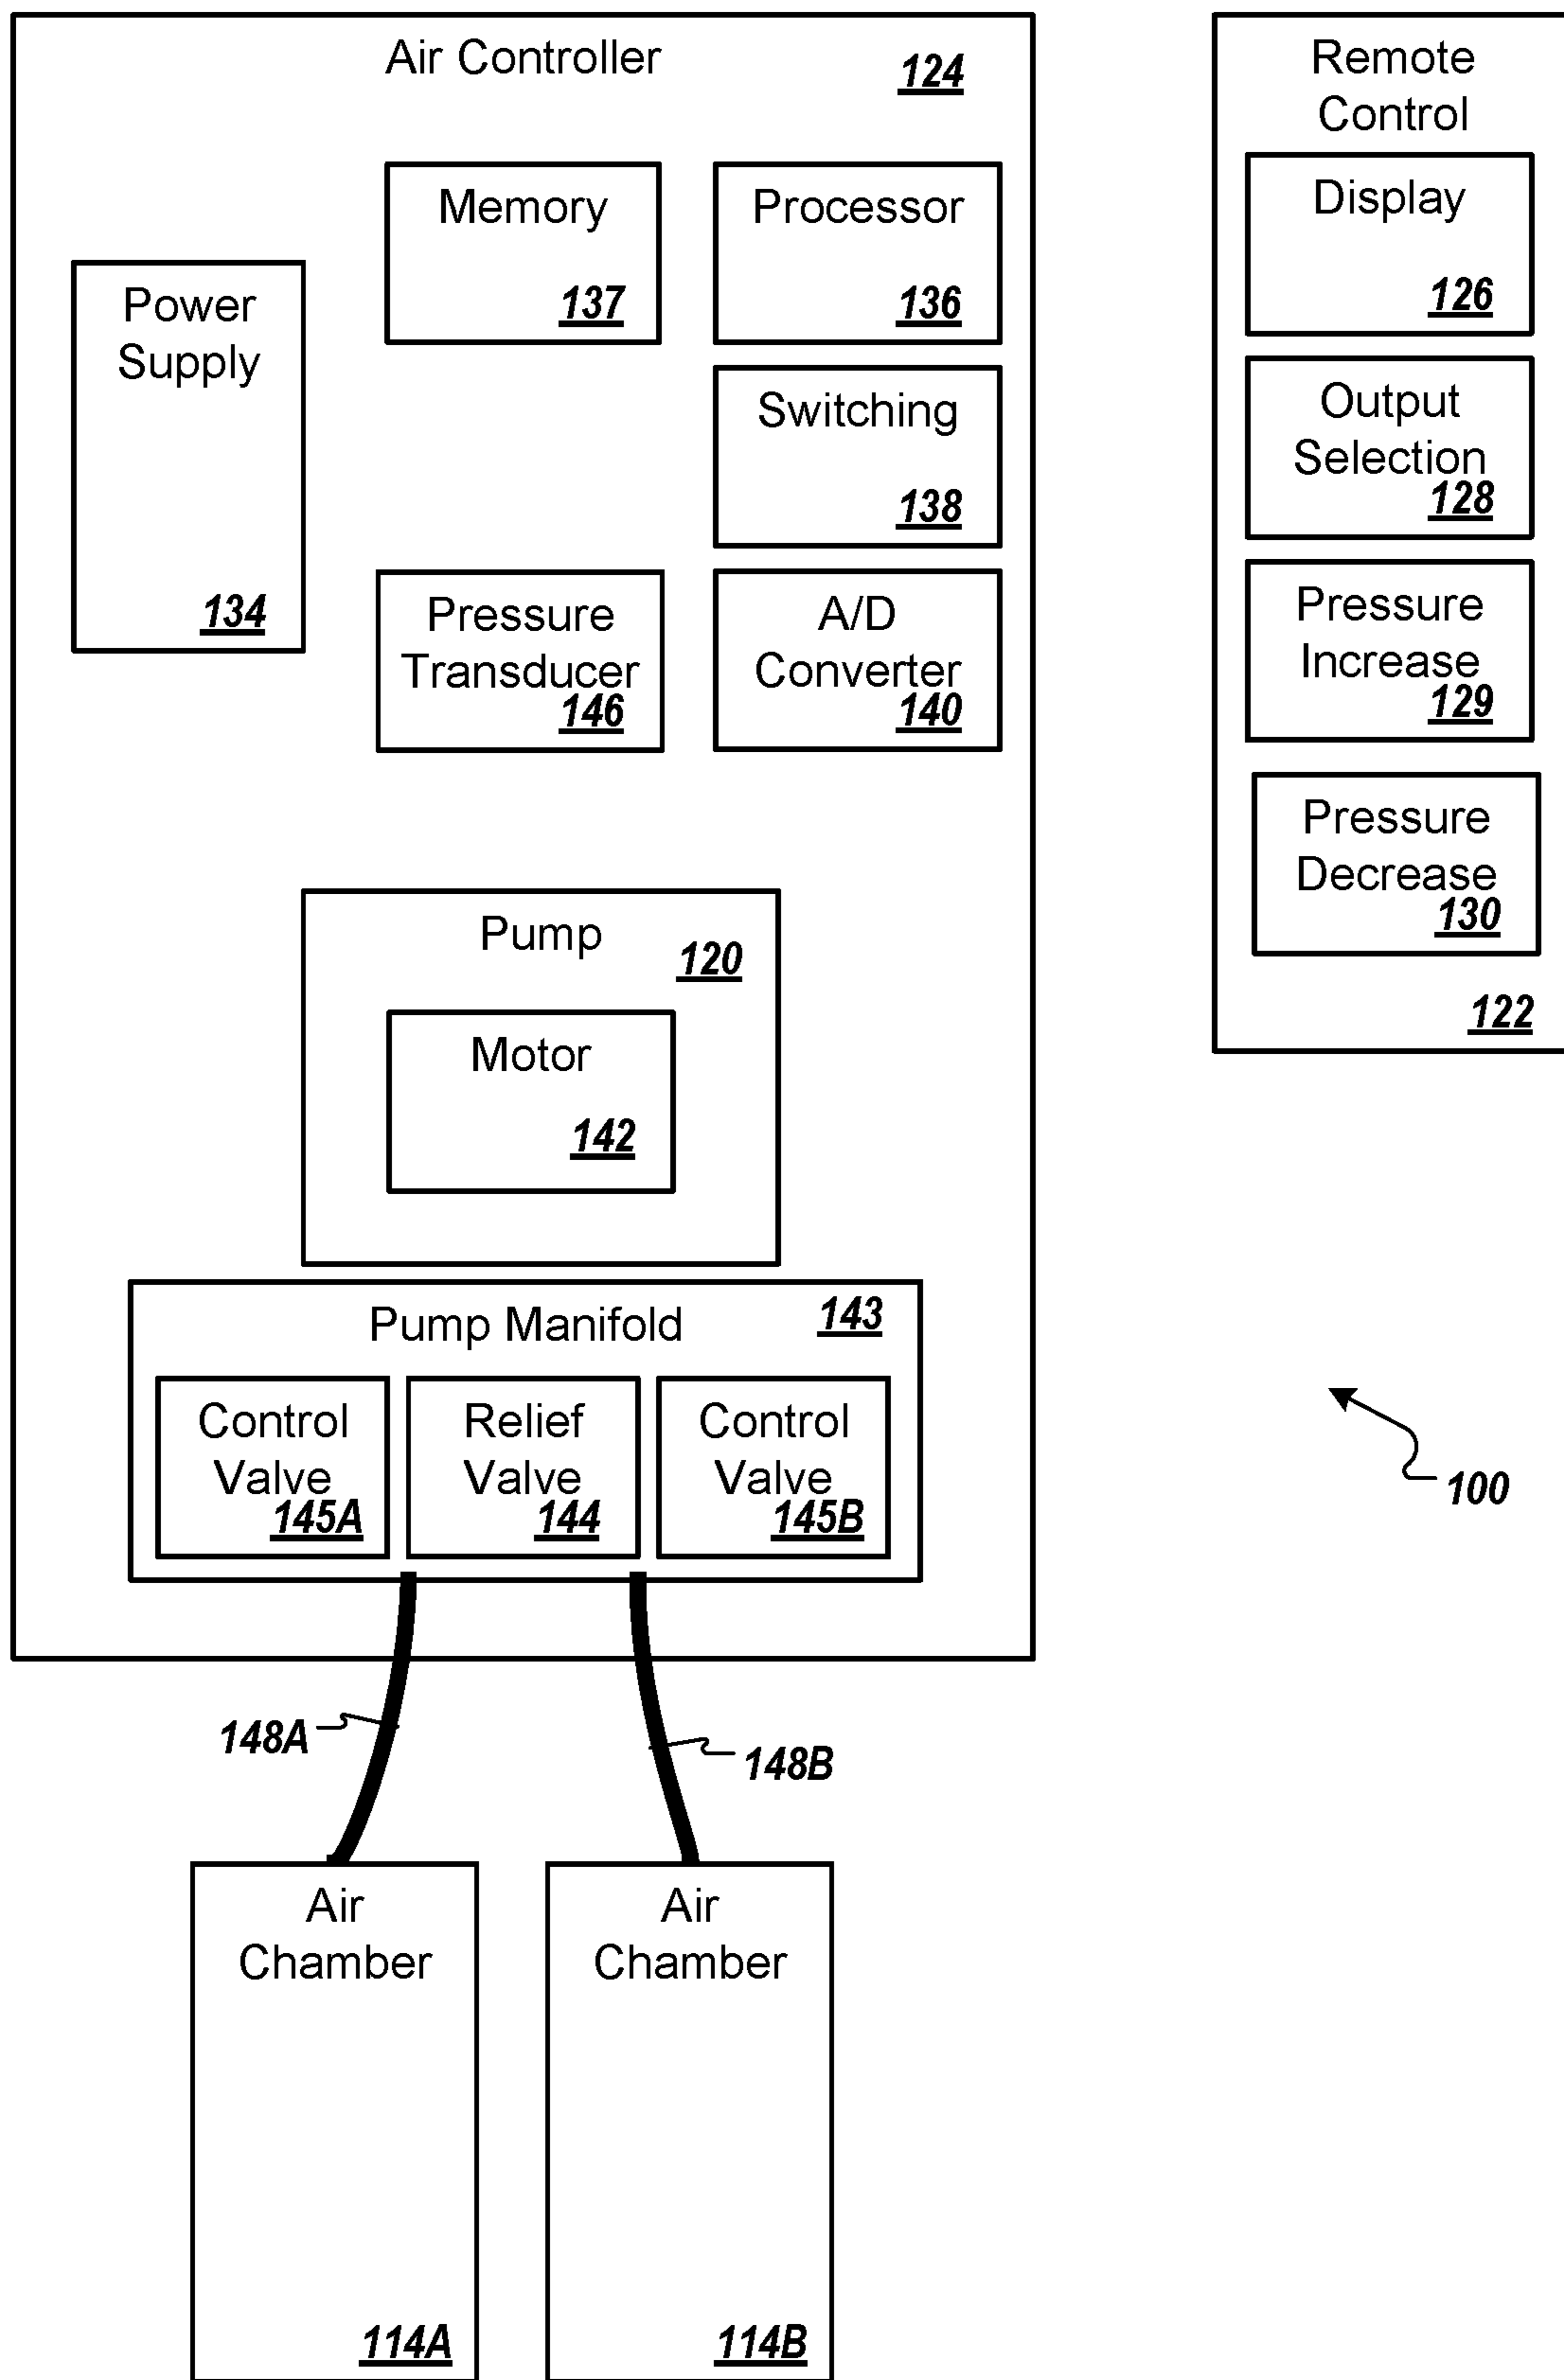 Air Controller
124
Memory
137
Processor
136
Power
Supply
134
Switching
138
Pressure
Transducer
146
A/D
Converter
140
Pump
120
Motor
142
Pump Manifold
143
Control
Valve
145A
Relief
Valve
144
Control
Valve
145B
148A
148B
Air
Chamber
114A
Air
Chamber
114B
Remote
Control
Display
126
Output
Selection
128
Pressure
Increase
129
Pressure
Decrease
130
122
100